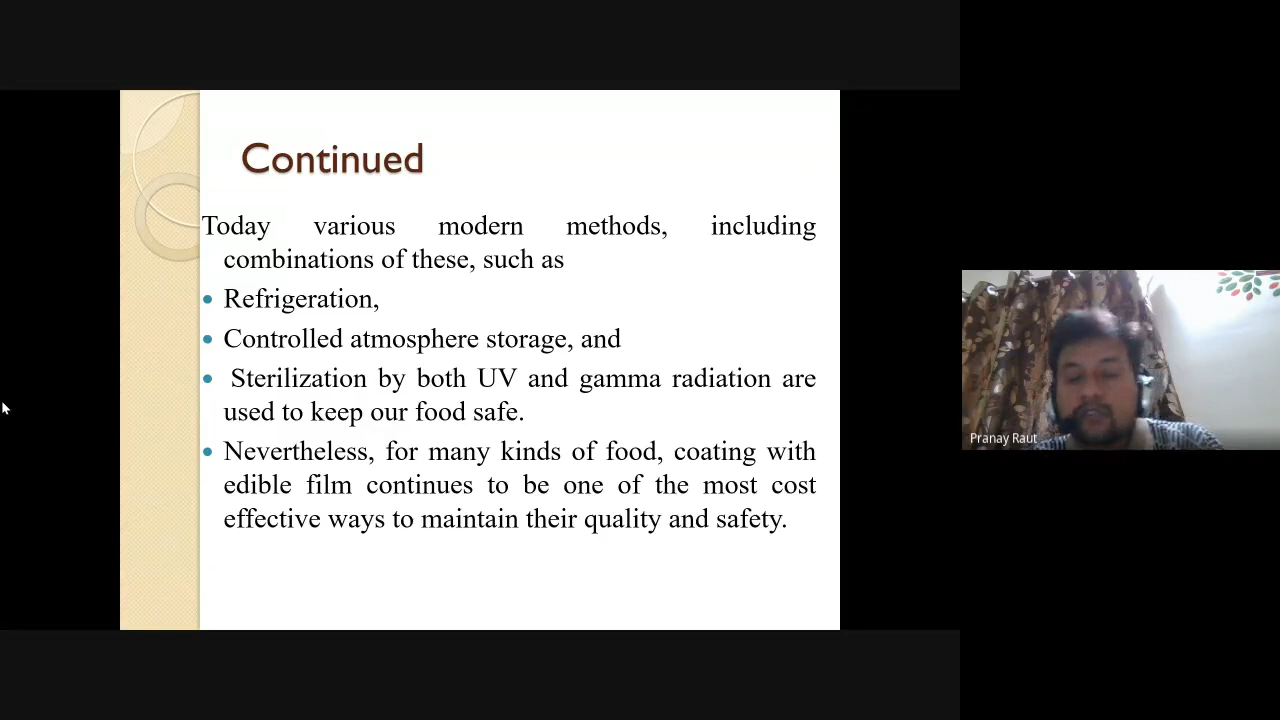 Continued
Today various modern methods, including
combinations of these, such as
• Refrigeration,
• Controlled atmosphere storage, and
• Sterilization by both UV and gamma radiation are
used to keep our food safe.
• Nevertheless, for many kinds of food, coating with
edible film continues to be one of the most cost
effective ways to maintain their quality and safety.
Pranay Raut